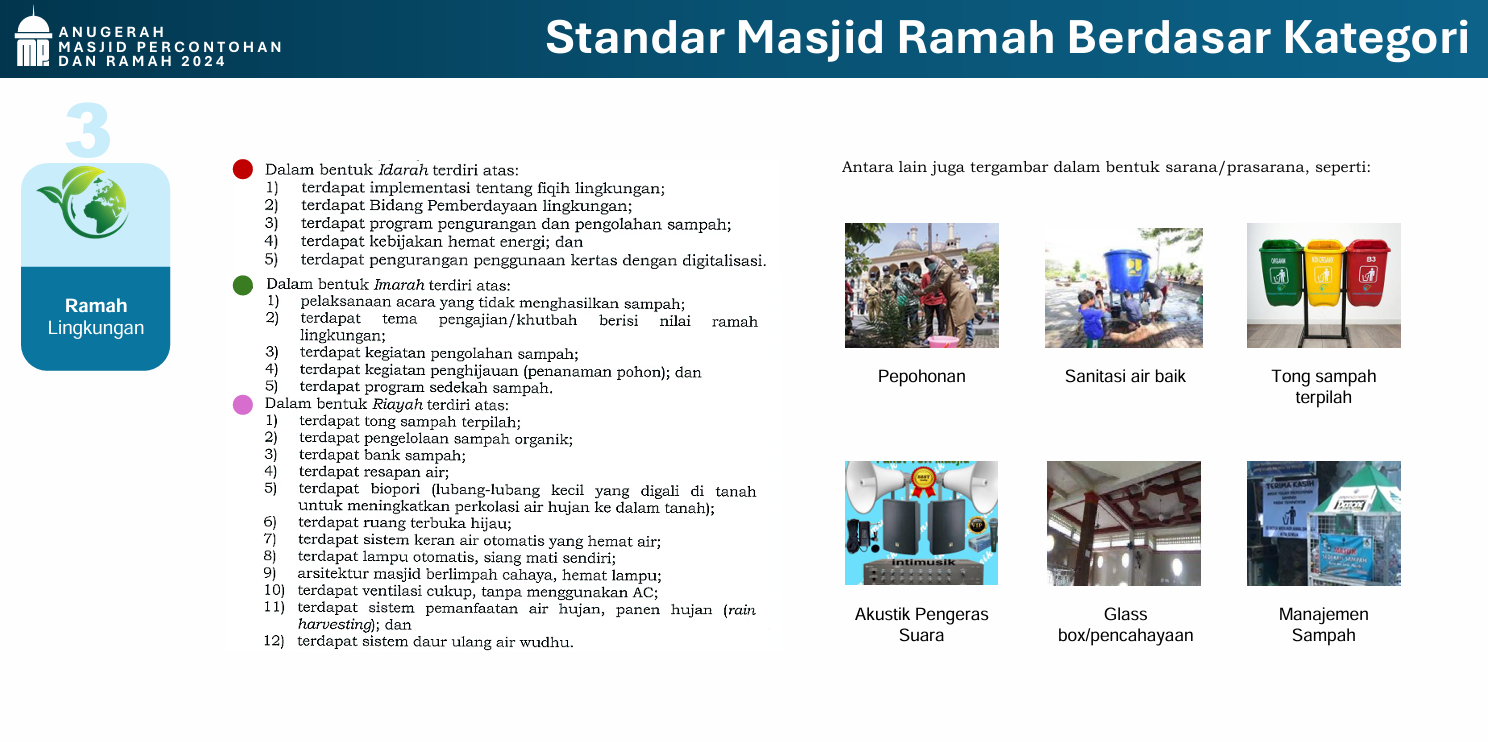 ANUGERAH
MASJID PERCONTOHAN
DAN RAMAH 2024
Standar Masjid Ramah Berdasar Kategori
3
Ramah
Lingkungan
Dalam bentuk Idarah terdiri atas:
1) terdapat implementasi tentang fiqih lingkungan;
2) terdapat Bidang Pemberdayaan lingkungan;
3) terdapat program pengurangan dan pengolahan sampah;
4) terdapat kebijakan hemat energi; dan
5) terdapat pengurangan penggunaan kertas dengan digitalisasi.
Dalam bentuk Imarah terdiri atas:
1) pelaksanaan acara yang tidak menghasilkan sampah;
2) terdapat tema pengajian/khutbah berisi nilai ramah
lingkungan;
3) terdapat kegiatan pengolahan sampah;
4) terdapat kegiatan penghijauan (penanaman pohon); dan
5) terdapat program sedekah sampah.
Dalam bentuk Riayah terdiri atas:
1) terdapat tong sampah terpilah;
2) terdapat pengelolaan sampah organik;
3) terdapat bank sampah;
4) terdapat resapan air;
5) terdapat biopori (lubang-lubang kecil yang digali di tanah
untuk meningkatkan perkolasi air hujan ke dalam tanah);
6) terdapat ruang terbuka hijau;
7) terdapat sistem keran air otomatis yang hemat air;
8) terdapat lampu otomatis, siang mati sendiri;
9) arsitektur masjid berlimpah cahaya, hemat lampu;
10) terdapat ventilasi cukup, tanpa menggunakan AC;
11) terdapat sistem pemanfaatan air hujan, panen hujan (rain
harvesting); dan
12) terdapat sistem daur ulang air wudhu.
Antara lain juga tergambar dalam bentuk sarana/prasarana, seperti:
ORGANIK
NON ORGANIK
B3
Pepohonan
Sanitasi air baik
Tong sampah
terpilah
intimusik
TERIMA KASIH
Akustik Pengeras
Suara
Glass
box/pencahayaan
Manajemen
Sampah